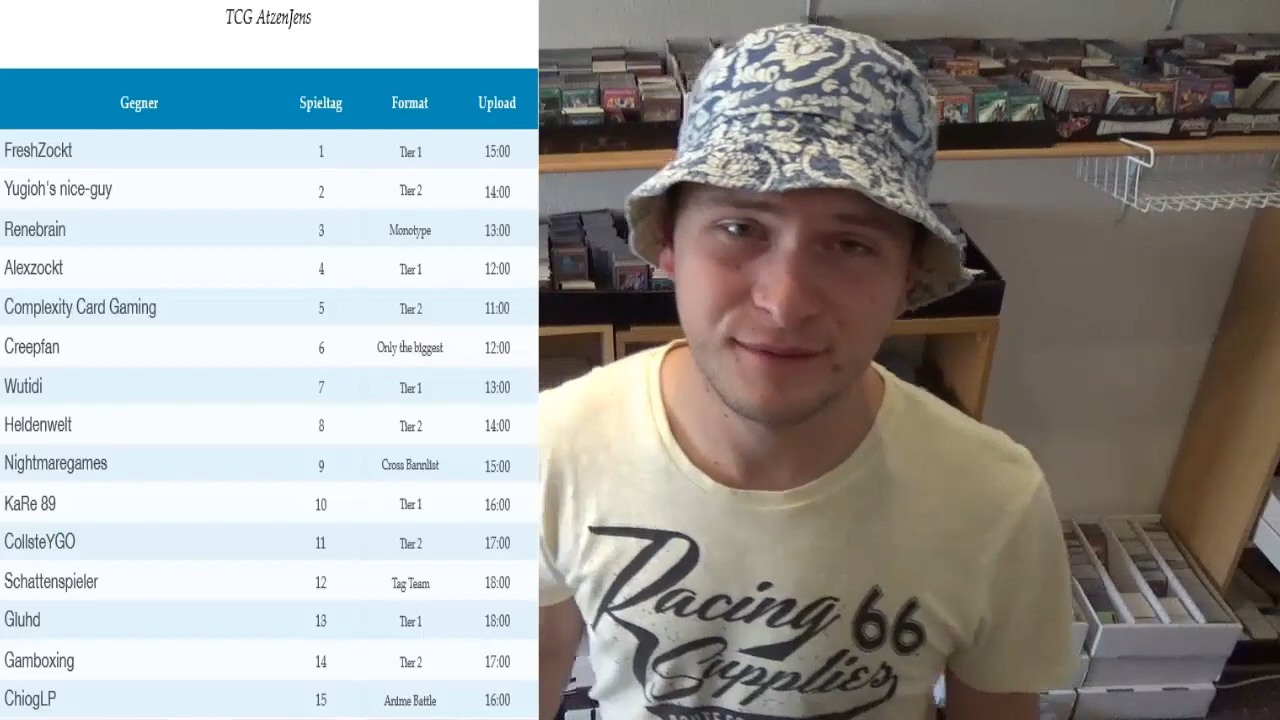 TCG AtzenJens
Gegner Spieltag Format Upload
FreshZockt 1 Tier 1 15:00
Yugioh's nice-guy 2 Tier 2 14:00
Renebrain 3 Monotype 13:00
Alexzockt 4 Tier 1 12:00
Complexity Card Gaming 5 Tier 2 11:00
Creepfan 6 Only the biggest 12:00
Wutidi 7 Tier 1 13:00
Heldenwelt 8 Tier 2 14:00
Nightmaregames 9 Cross Bannlist 15:00
KaRe 89 10 Tier 1 16:00
CollsteYGO 11 Tier 2 17:00
Schattenspieler 12 Tag Team 18:00
Gluhd 13 Tier 1 18:00
Gamboxing 14 Tier 2 17:00
ChiogLP 15 Anime Battle 16:00
Racing 66
Supplies